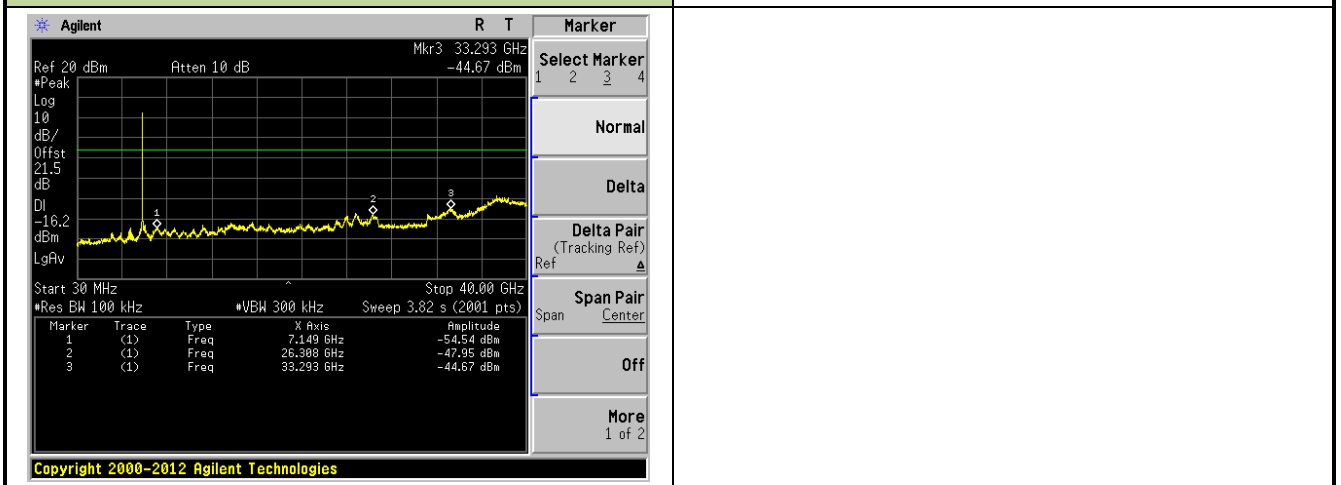 Agilent R T Marker
Mkr3 33.293 GHz
Ref 20 dBm Atten 10 dB -44.67 dBm
#Peak
Log
10
dB/
Offst
21.5
dB
DI
-16.2
dBm
LgAv
1
2
3
Start 30 MHz ^ Stop 40.00 GHz
#Res BW 100 kHz #VBW 300 kHz Sweep 3.82 s (2001 pts)
Marker Trace Type X Axis Amplitude
1 (1) Freq 7.149 GHz -54.54 dBm
2 (1) Freq 26.308 GHz -47.95 dBm
3 (1) Freq 33.293 GHz -44.67 dBm
Select Marker
1 2 3 4
Normal
Delta
Delta Pair
(Tracking Ref)
Ref Δ
Span Pair
Span Center
Off
More
1 of 2
Copyright 2000-2012 Agilent Technologies